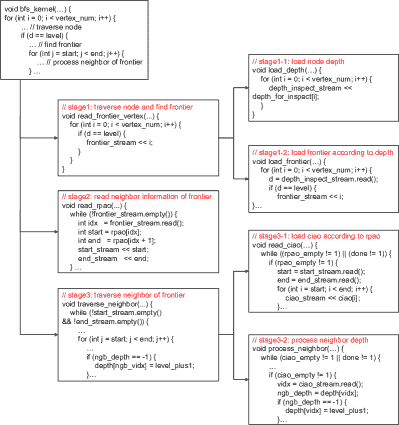 void bfs_kernel(…) {
for (int i = 0; i < vertex_num; i++) {
… // traverse node
if (d == level) {
… // find frontier
for (int j = start; j < end; j++) {
… // process neighbor of frontier
} …
// stage1: traverse node and find frontier
void read_frontier_vertex(...) {
for (int i = 0; i < vertex_num; i++) {
if (d == level) {
frontier_stream << i;
}
}
// stage2: read neighbor information of frontier
void read_rpao(...) {
while (!frontier_stream.empty()) {
int idx = frontier_stream.read();
int start = rpao[idx];
int end = rpao[idx + 1];
start_stream << start;
end_stream << end;
}…
// stage3: traverse neighbor of frontier
void traverse_neighbor(...) {
while (!start_stream.empty()
&& !end_stream.empty()) {
…
for (int j = start; j < end; j++) {
…
if (ngb_depth == -1) {
depth[ngb_vidx] = level_plus1;
}…
// stage1-1: load node depth
void load_depth(…) {
for (int i = 0; i < vertex_num; i++) {
depth_inspect_stream <<
depth_for_inspect[i];
}
}
// stage1-2: load frontier according to depth
void load_frontier(…) {
for (int i = 0; i < vertex_num; i++) {
d = depth_inspect_stream.read();
if (d == level) {
frontier_stream << i;
}…
// stage3-1: load ciao according to rpao
void read_ciao(…) {
while ((rpao_empty != 1) || (done != 1)) {
if (rpao_empty != 1) {
start = start_stream.read();
end = end_stream.read();
for (int i = start; i < end; i++) {
ciao_stream << ciao[i];
}…
// stage3-2: process neighbor depth
void process_neighbor(…) {
while (ciao_empty != 1 || done != 1) {
…
if (ciao_empty != 1) {
vidx = ciao_stream.read();
ngb_depth = depth[vidx];
if (ngb_depth == -1) {
depth[vidx] = level_plus1;
}…